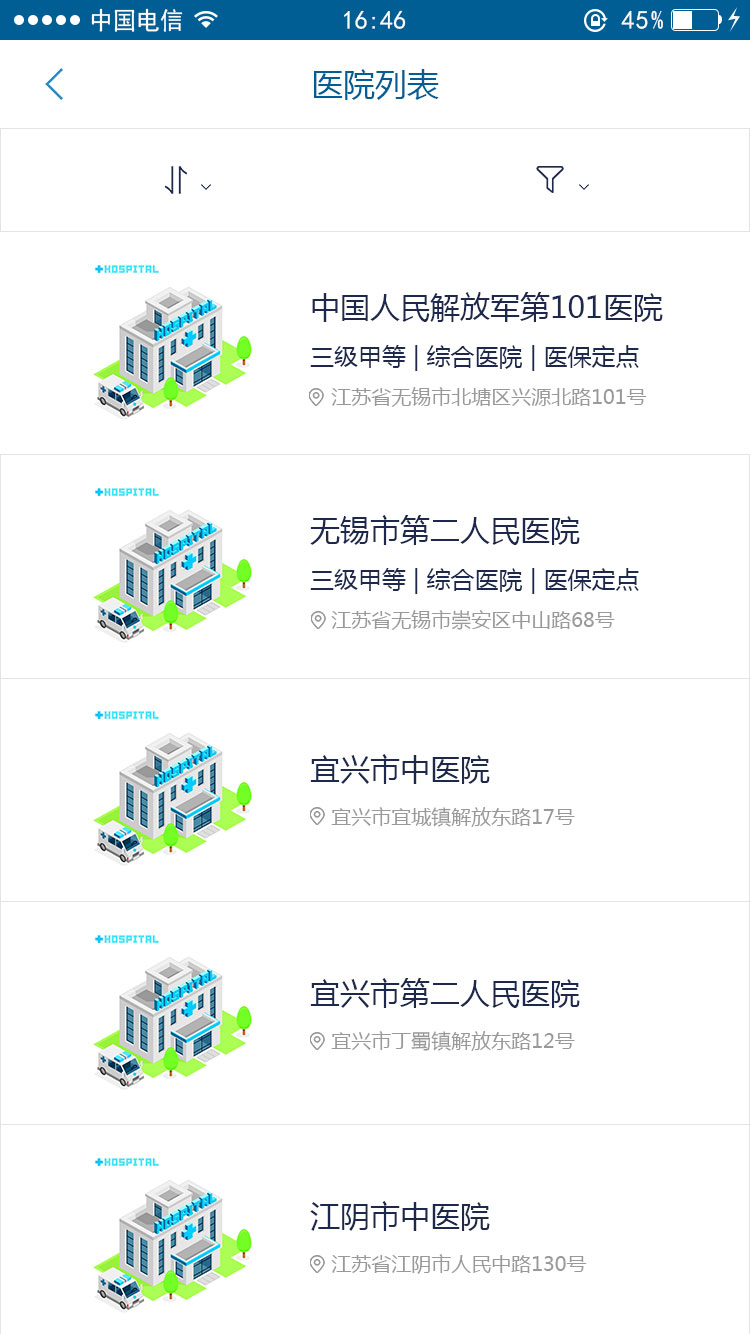 中国电信 16:46 45%
医院列表
HOSPITAL
HOSPITAL
中国人民解放军第101医院
三级甲等 | 综合医院 | 医保定点
江苏省无锡市北塘区兴源北路101号
HOSPITAL
HOSPITAL
无锡市第二人民医院
三级甲等 | 综合医院 | 医保定点
江苏省无锡市崇安区中山路68号
HOSPITAL
HOSPITAL
宜兴市中医院
宜兴市宜城镇解放东路17号
HOSPITAL
HOSPITAL
宜兴市第二人民医院
宜兴市丁蜀镇解放东路12号
HOSPITAL
HOSPITAL
江阴市中医院
江苏省江阴市人民中路130号